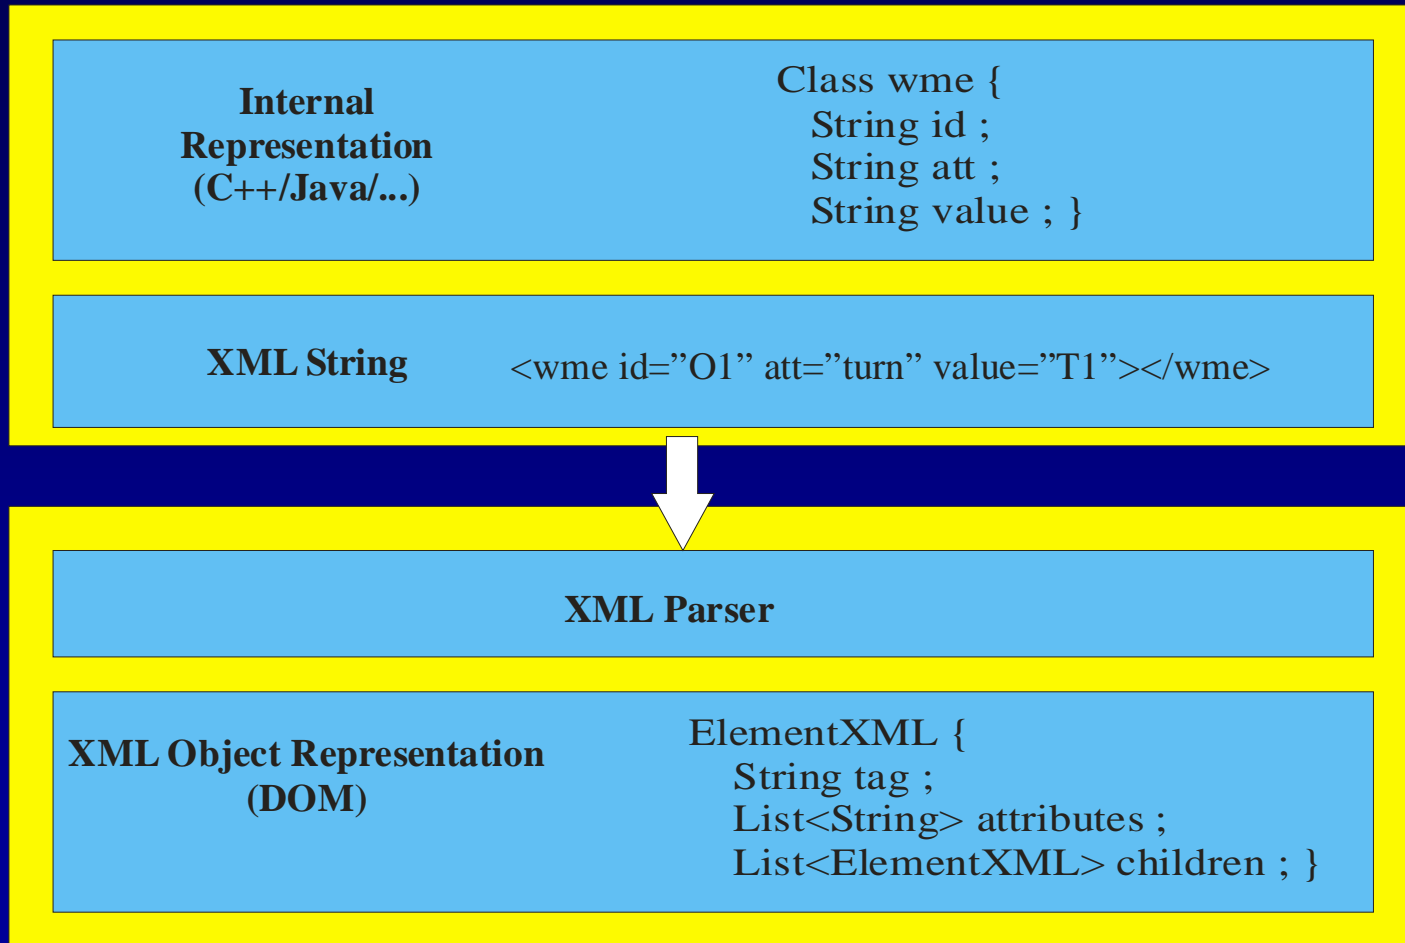 Internal
Representation
(C++/Java/...)
Class wme {
String id ;
String att ;
String value ; }
XML String
<wme id=”O1” att=”turn” value=”T1”></wme>
XML Parser
XML Object Representation
(DOM)
ElementXML {
String tag ;
List<String> attributes ;
List<ElementXML> children ; }